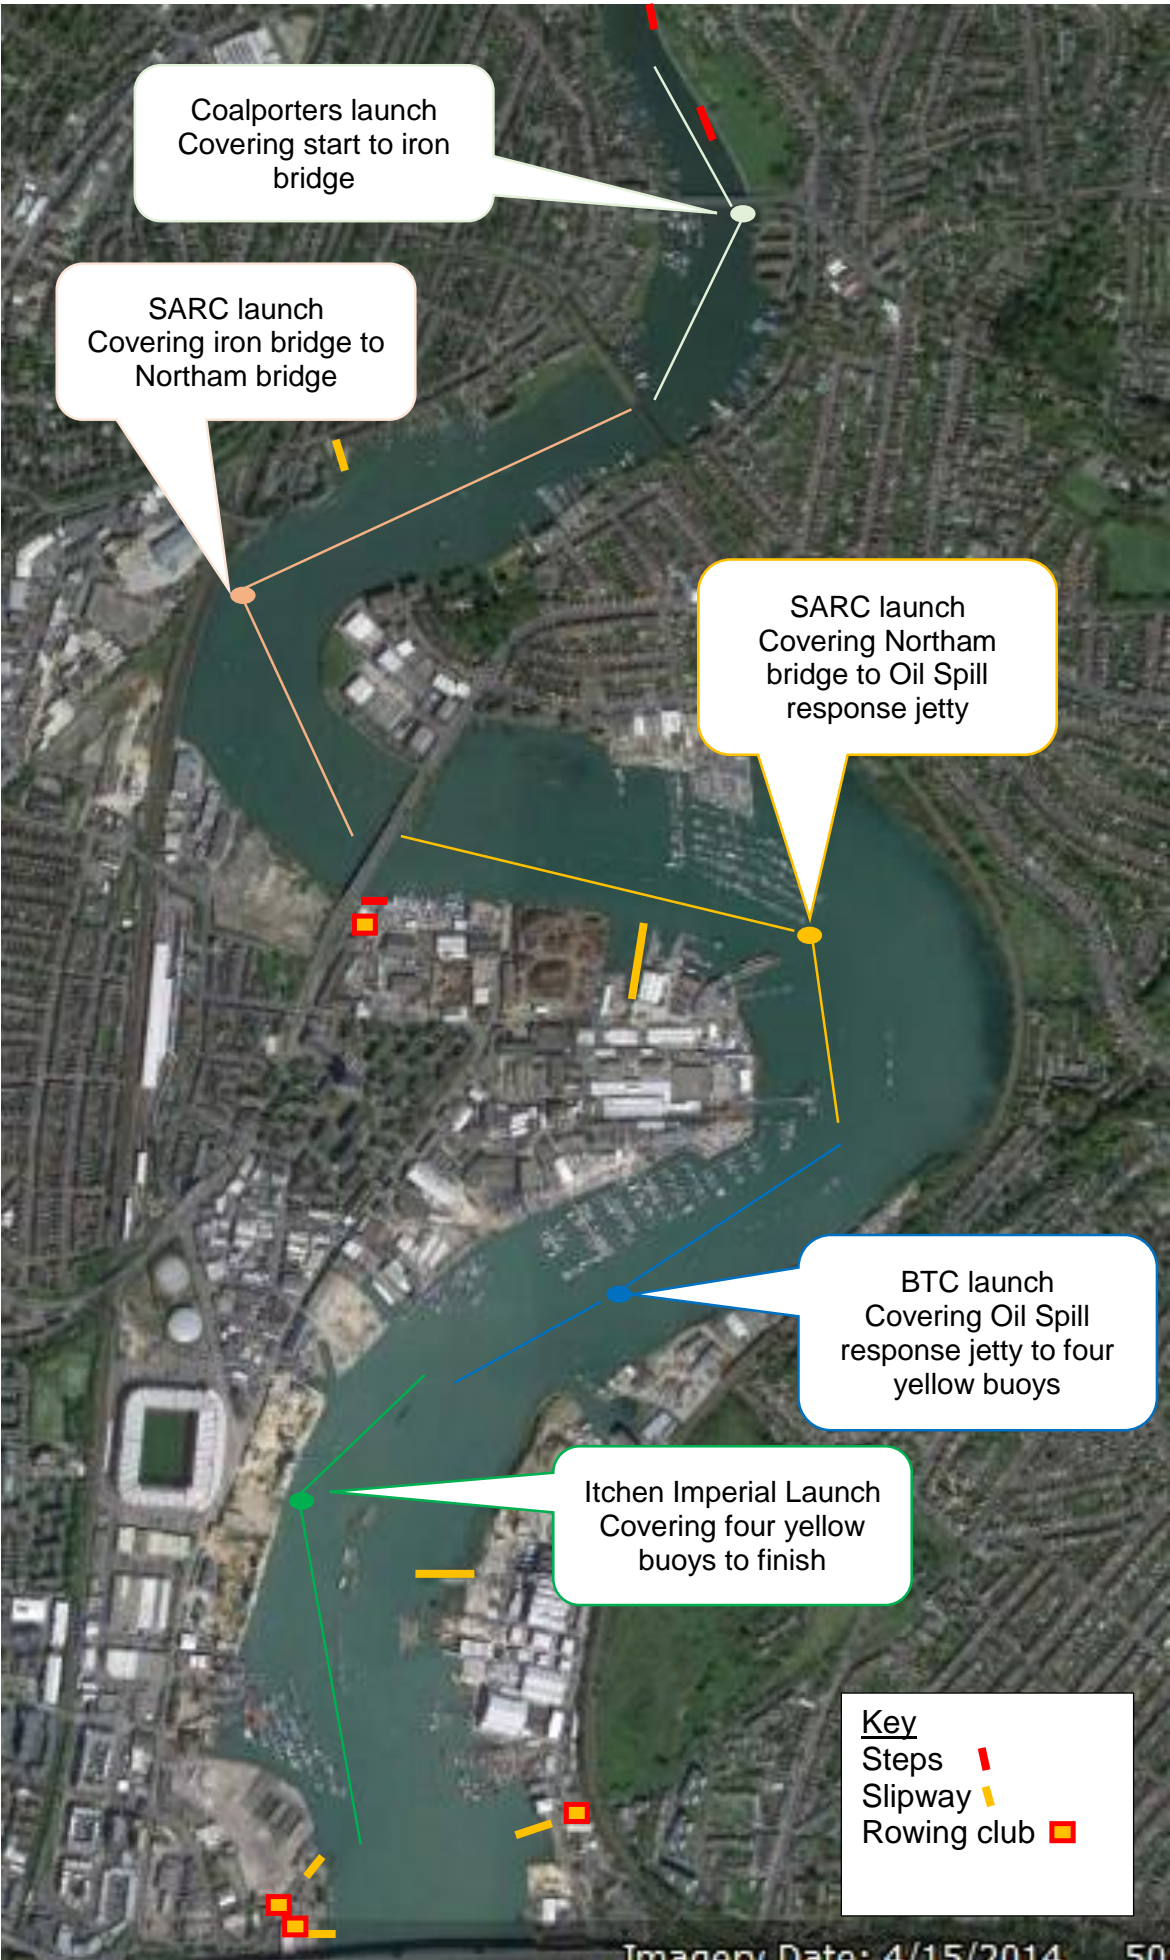 Coalporters launch
Covering start to iron
bridge
SARC launch
Covering iron bridge to
Northam bridge
SARC launch
Covering Northam
bridge to Oil Spill
response jetty
BTC launch
Covering Oil Spill
response jetty to four
yellow buoys
Itchen Imperial Launch
Covering four yellow
buoys to finish
Key
Steps
Slipway
Rowing club
Imagery Date: 4/15/2014 50